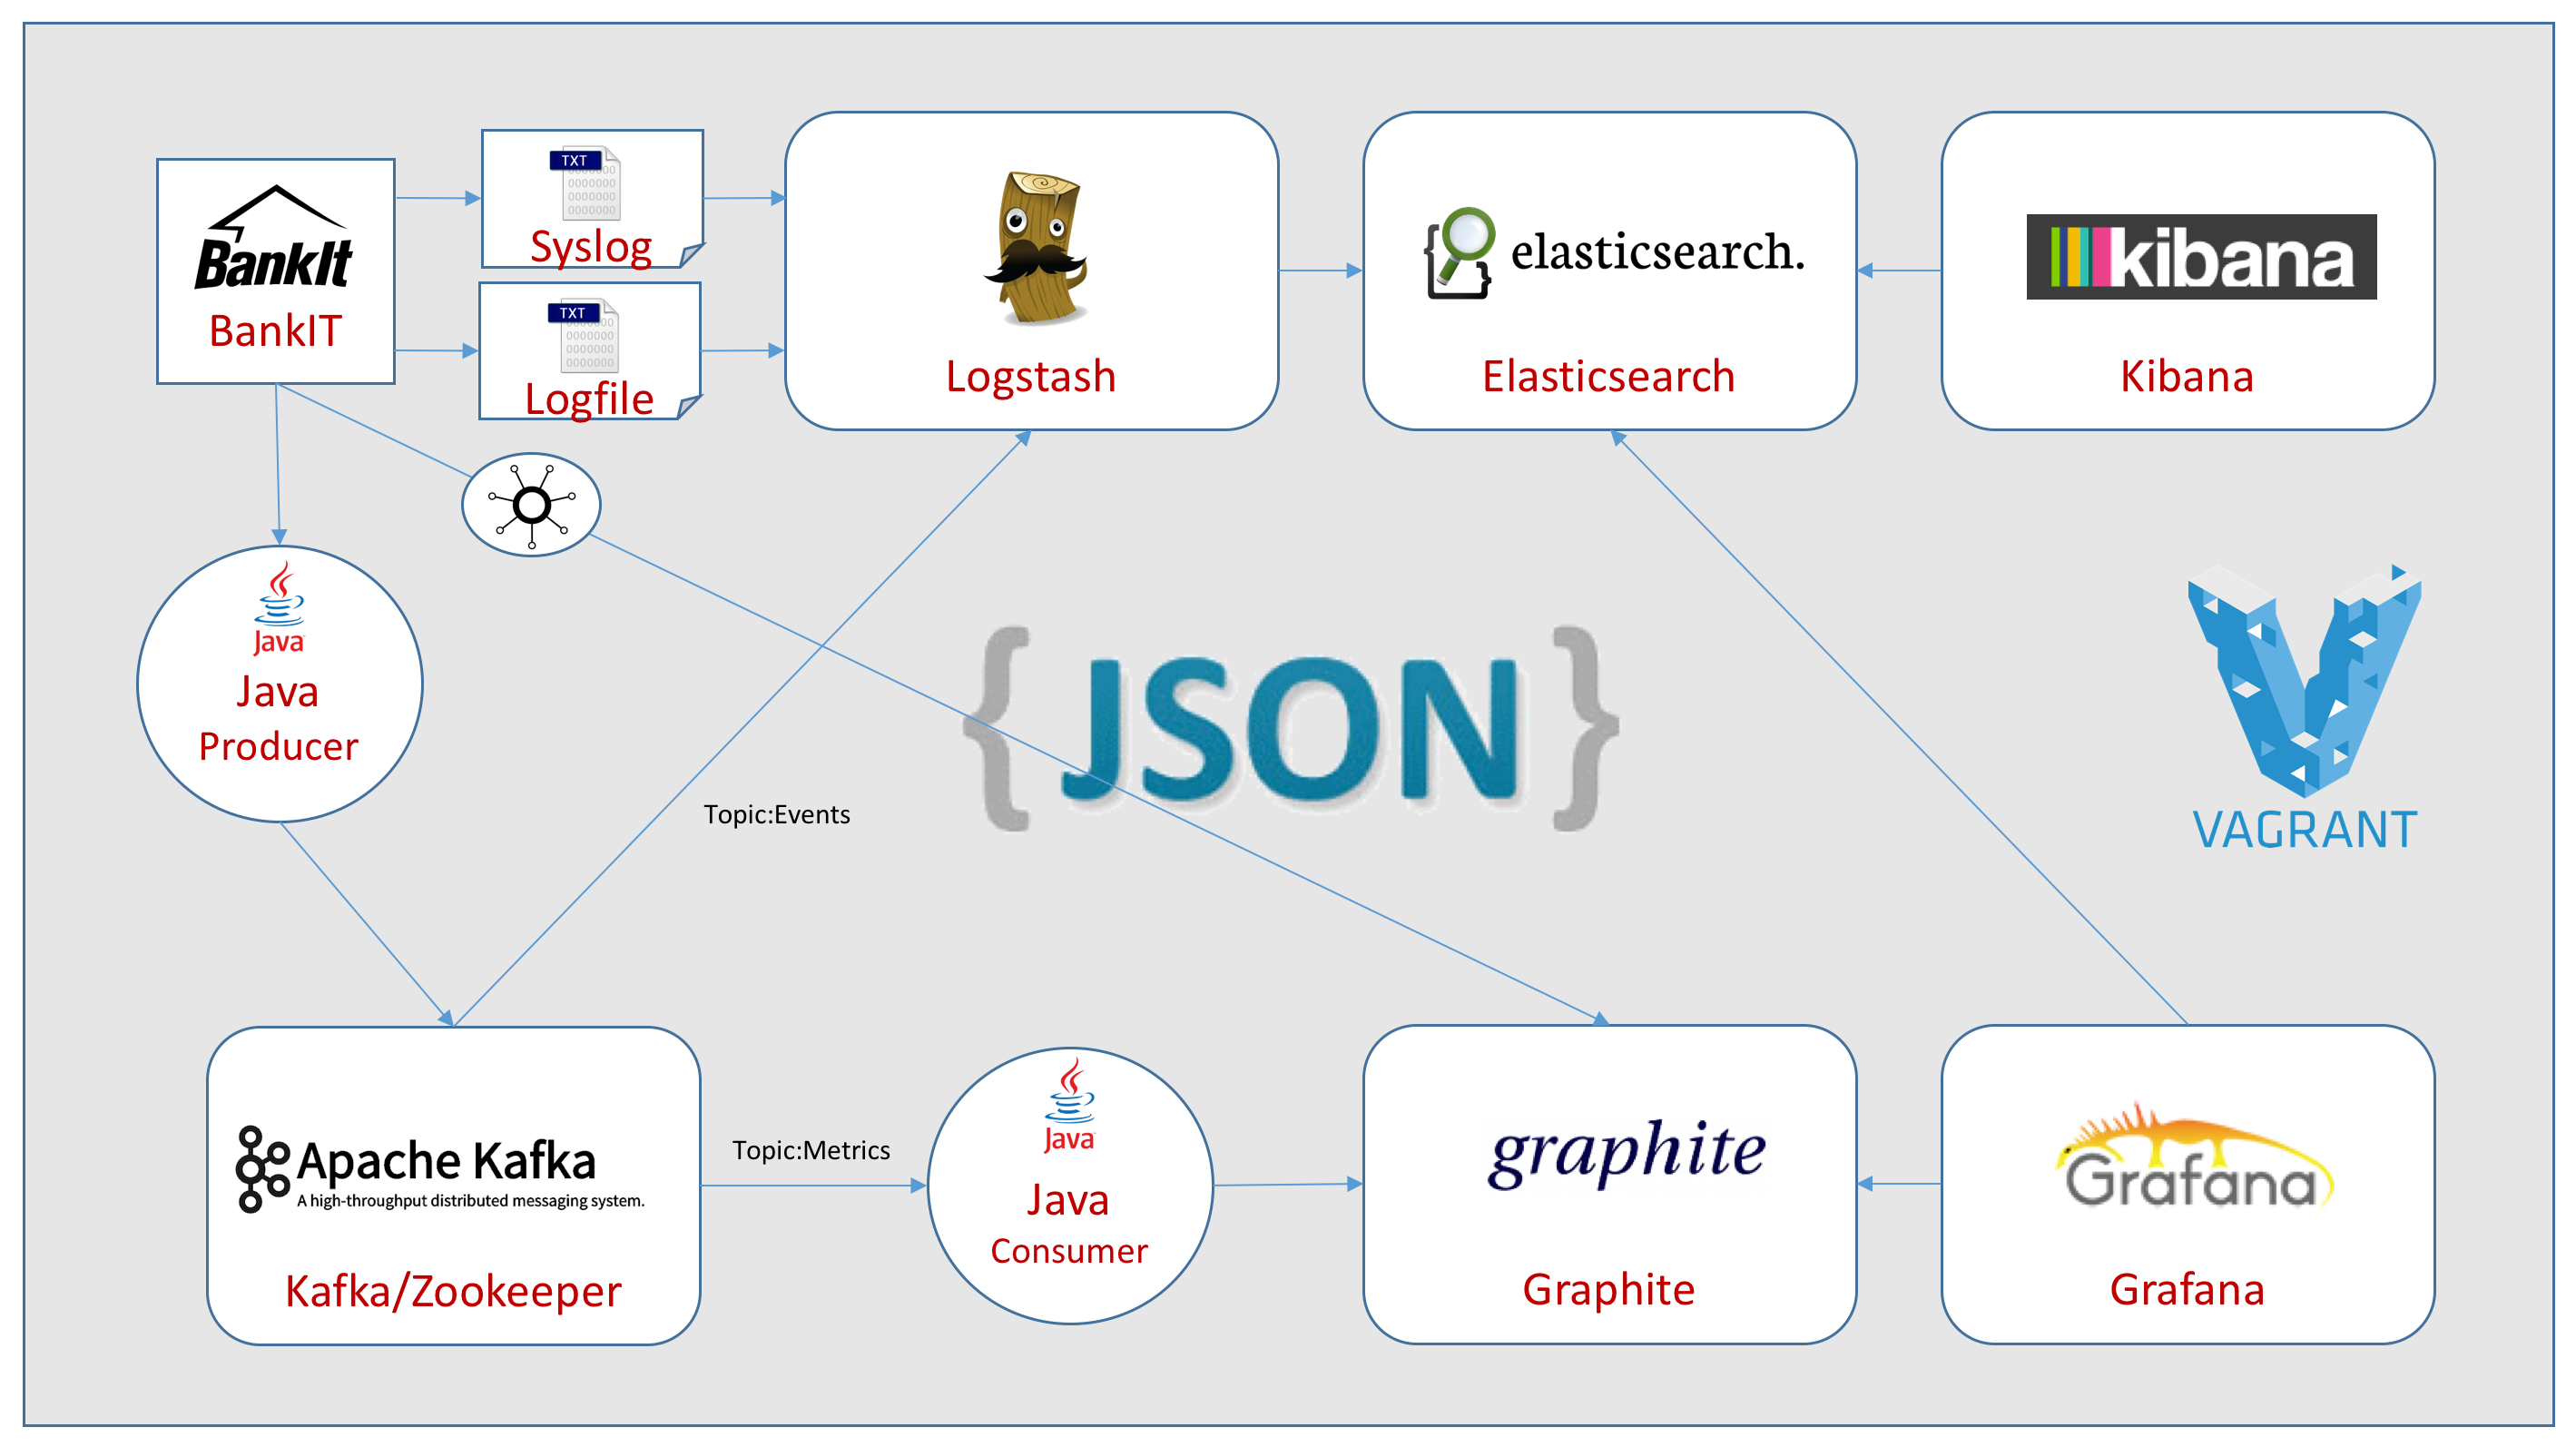 BankIt
BankIT
TXT
Syslog
TXT
Logfile
Logstash
elasticsearch.
Elasticsearch
kibana
Kibana
Java
Java
Producer
{JSON}
VAGRANT
Topic:Events
Apache Kafka
A high-throughput distributed messaging system.
Kafka/Zookeeper
Topic:Metrics
Java
Java
Consumer
graphite
Graphite
Grafana
Grafana